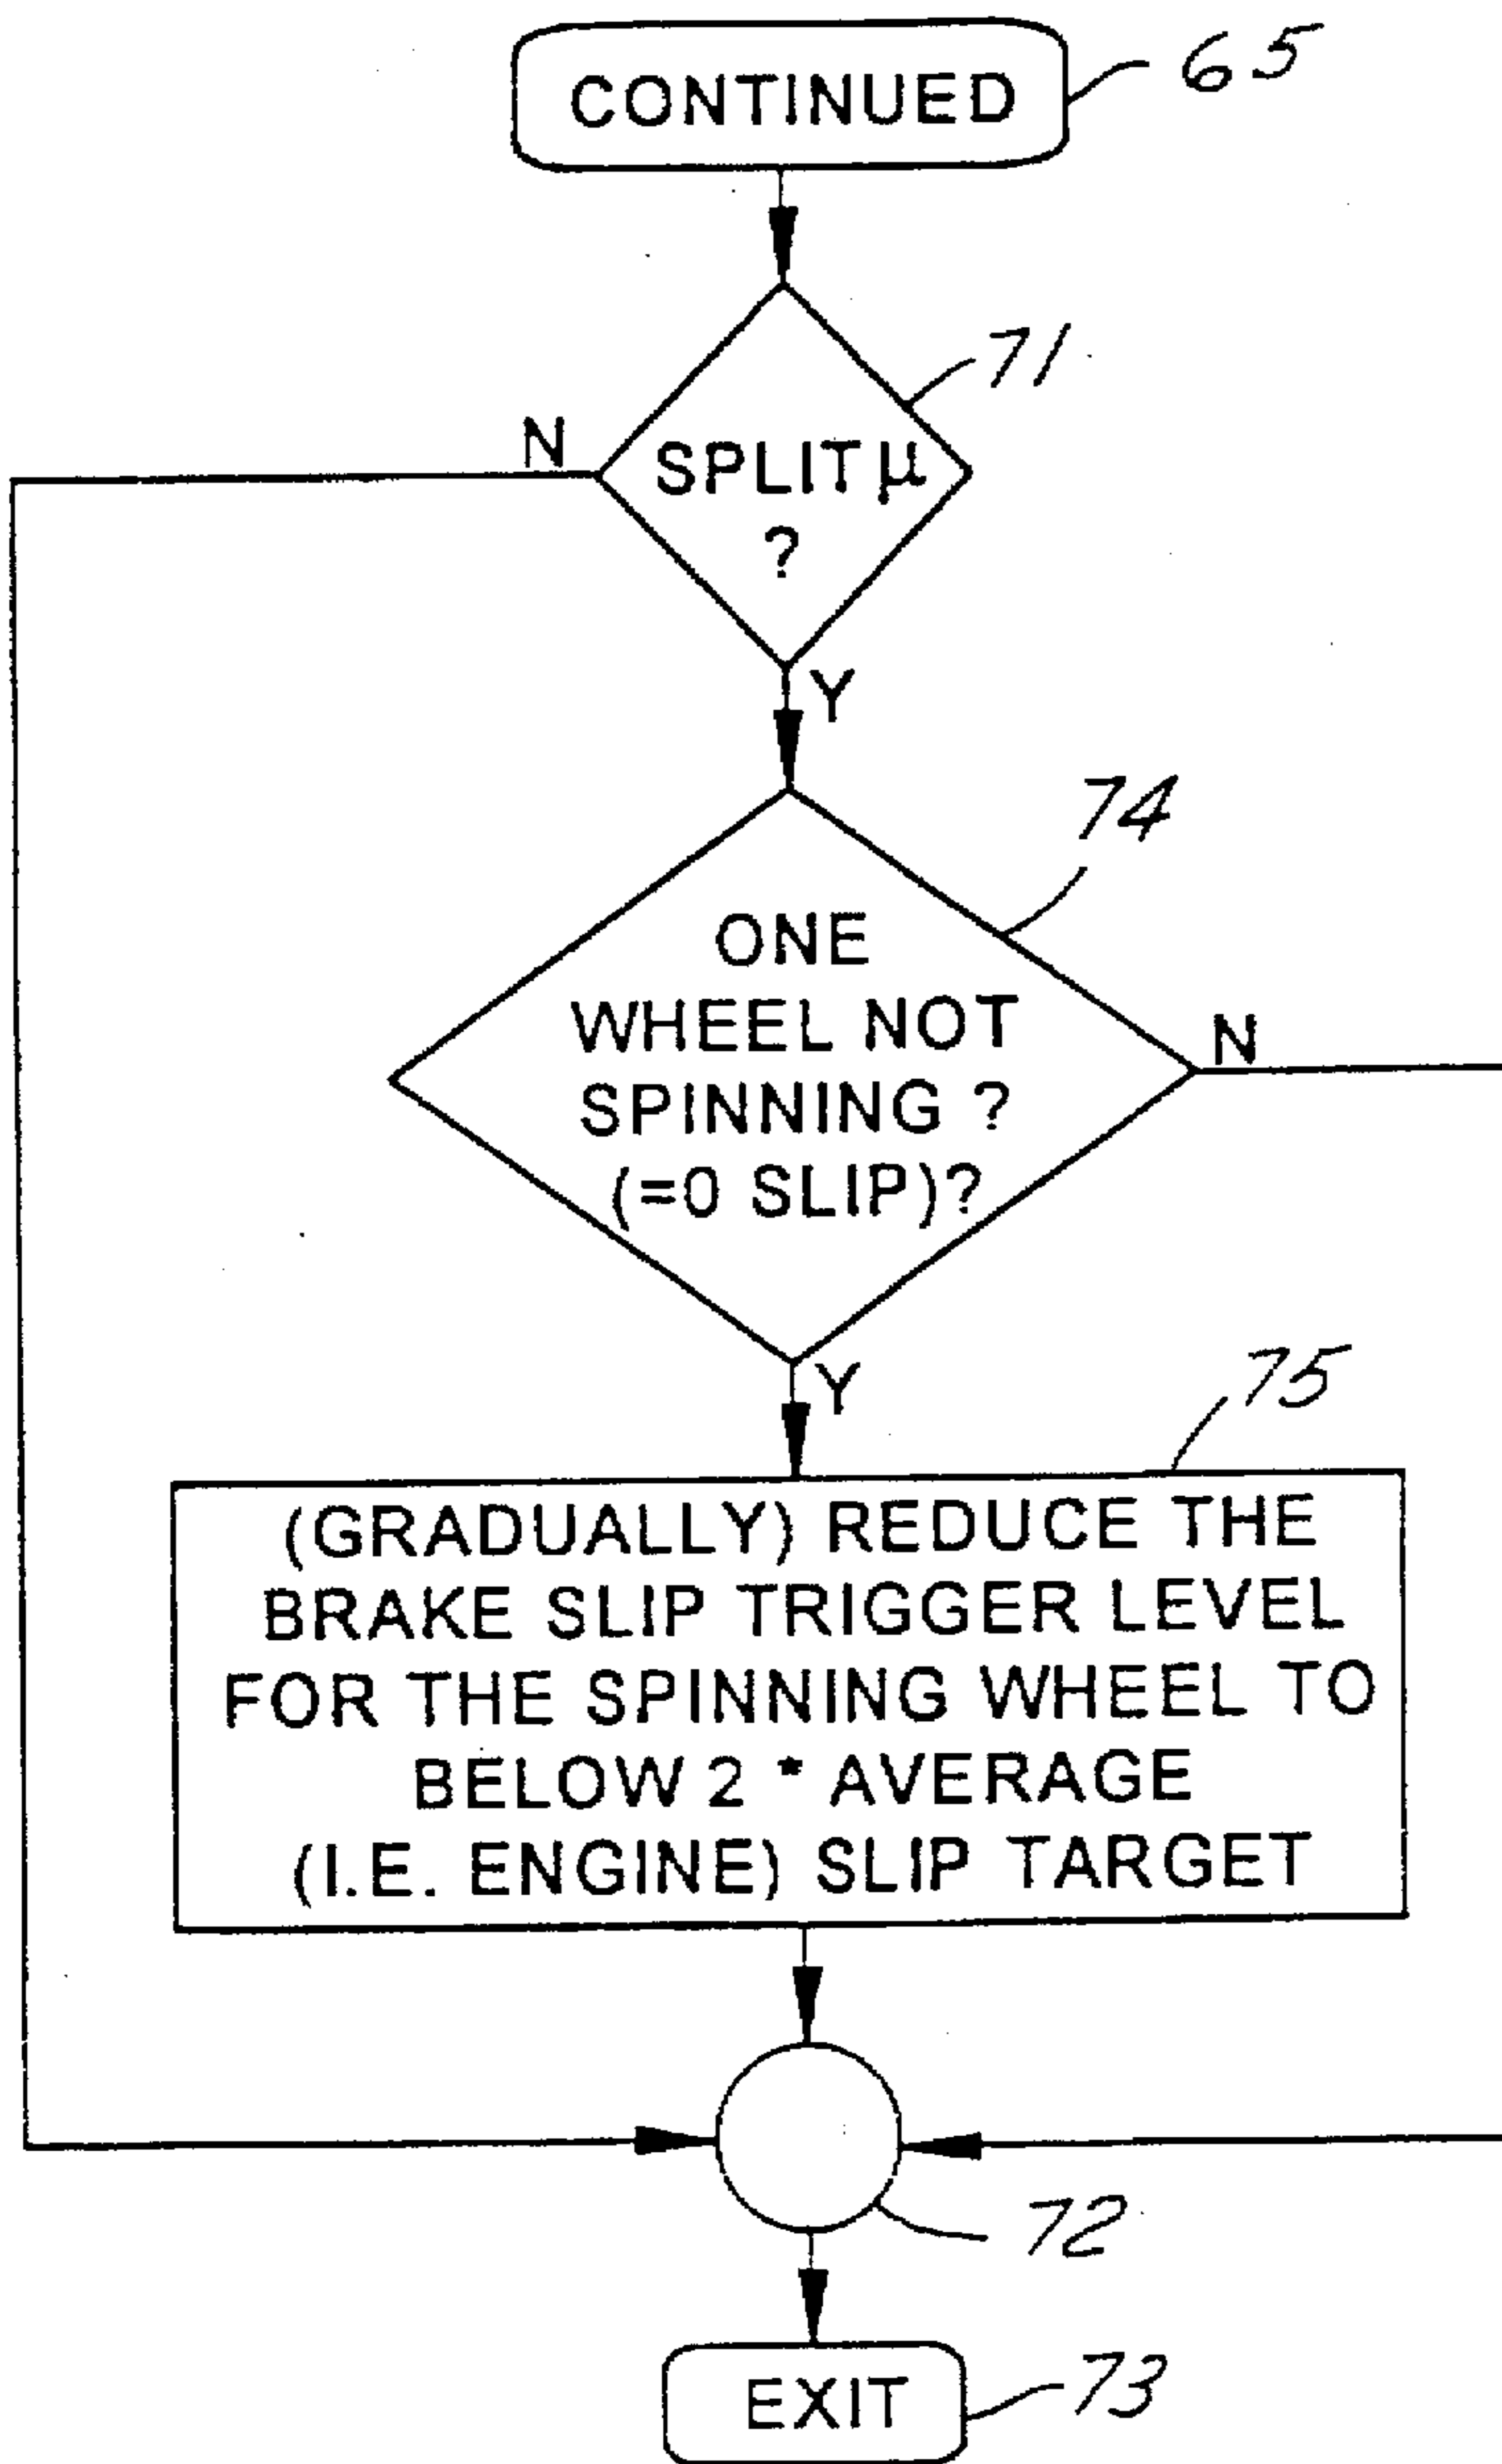 CONTINUED
65
71
N
SPLIT μ
?
Y
74
ONE
WHEEL NOT
SPINNING ?
(=0 SLIP)?
N
Y
75
(GRADUALLY) REDUCE THE
BRAKE SLIP TRIGGER LEVEL
FOR THE SPINNING WHEEL TO
BELOW 2 * AVERAGE
(I.E. ENGINE) SLIP TARGET
72
EXIT
73